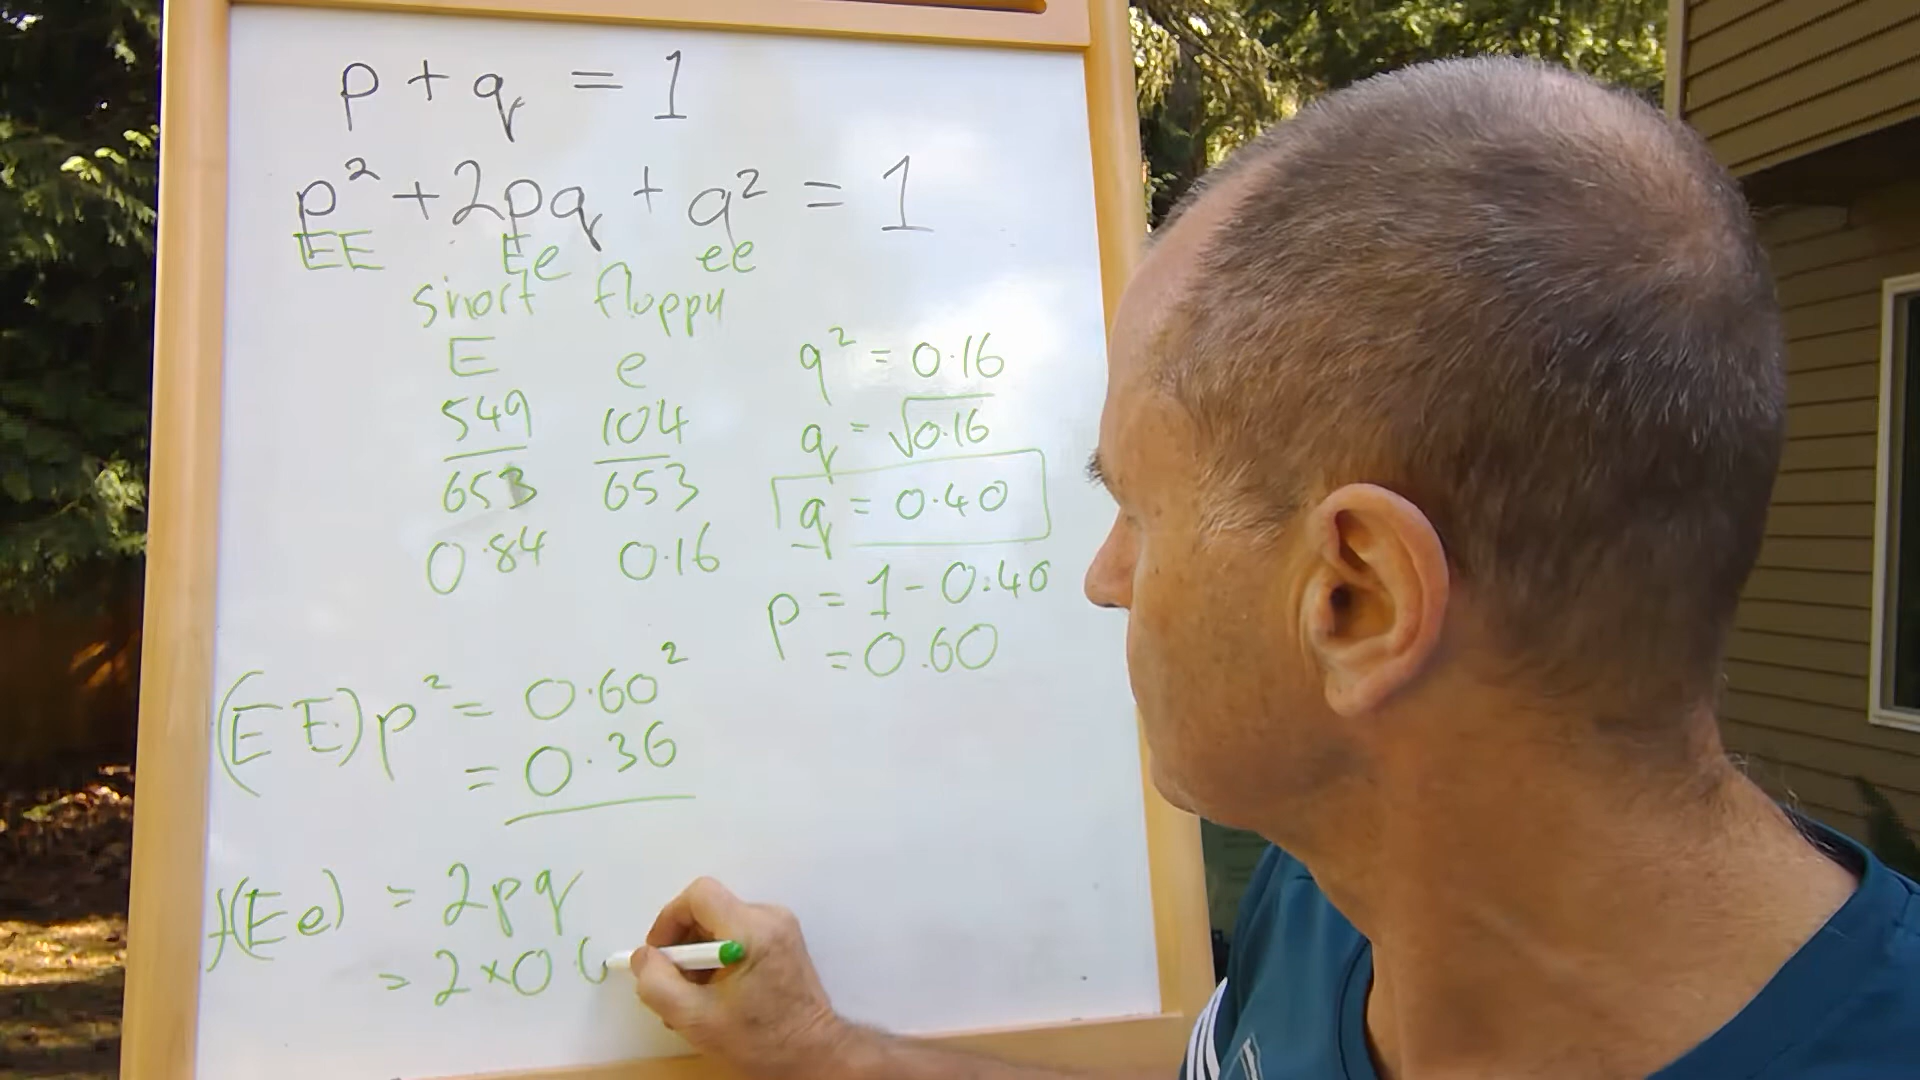 p + q = 1
p² + 2pq + q² = 1
EE Ee ee
short floppy
E e
549 104
653 653
0.84 0.16
q² = 0.16
q = √0.16
q = 0.40
p = 1 - 0.40
= 0.60
(EE) p² = 0.60²
= 0.36
f(Ee) = 2pq
= 2 × 0.6